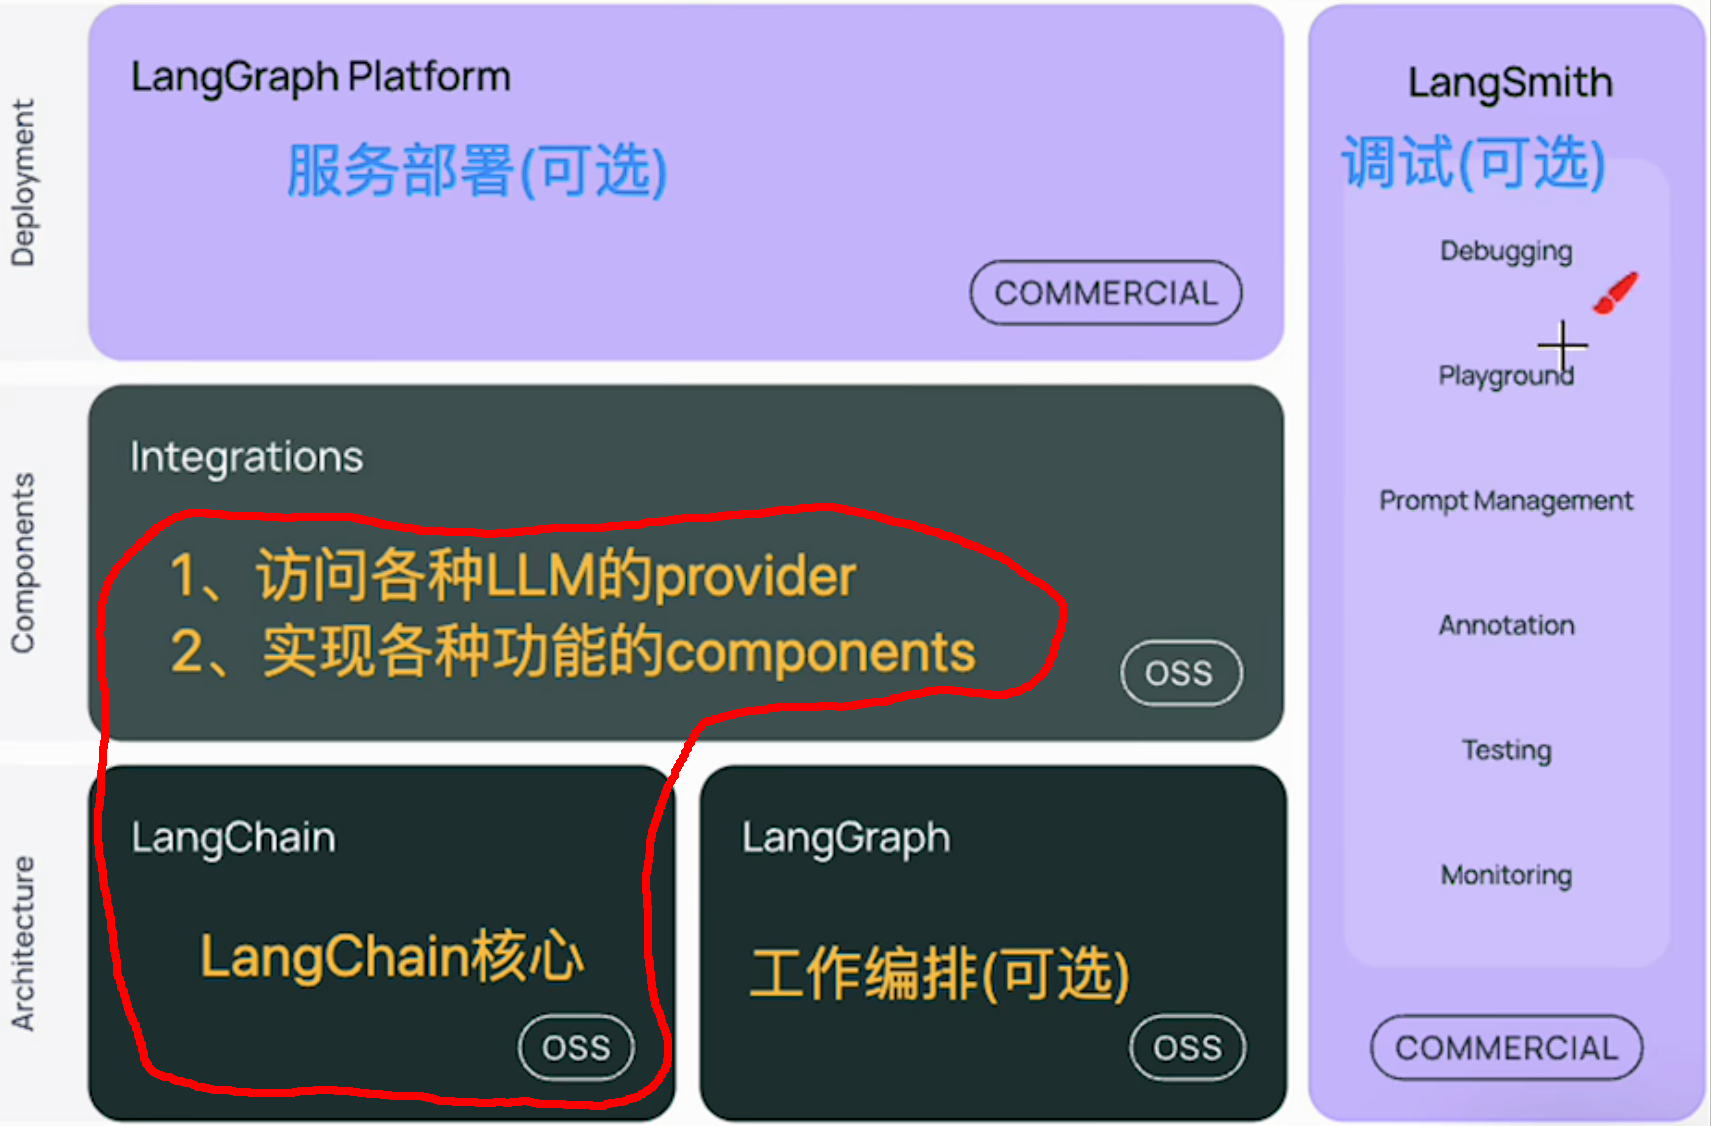 Deployment
LangGraph Platform
服务部署(可选)
COMMERCIAL
Components
Integrations
1、访问各种LLM的provider
2、实现各种功能的components
OSS
Architecture
LangChain
LangChain核心
OSS
LangGraph
工作编排(可选)
OSS
LangSmith
调试(可选)
Debugging
Playground
Prompt Management
Annotation
Testing
Monitoring
COMMERCIAL